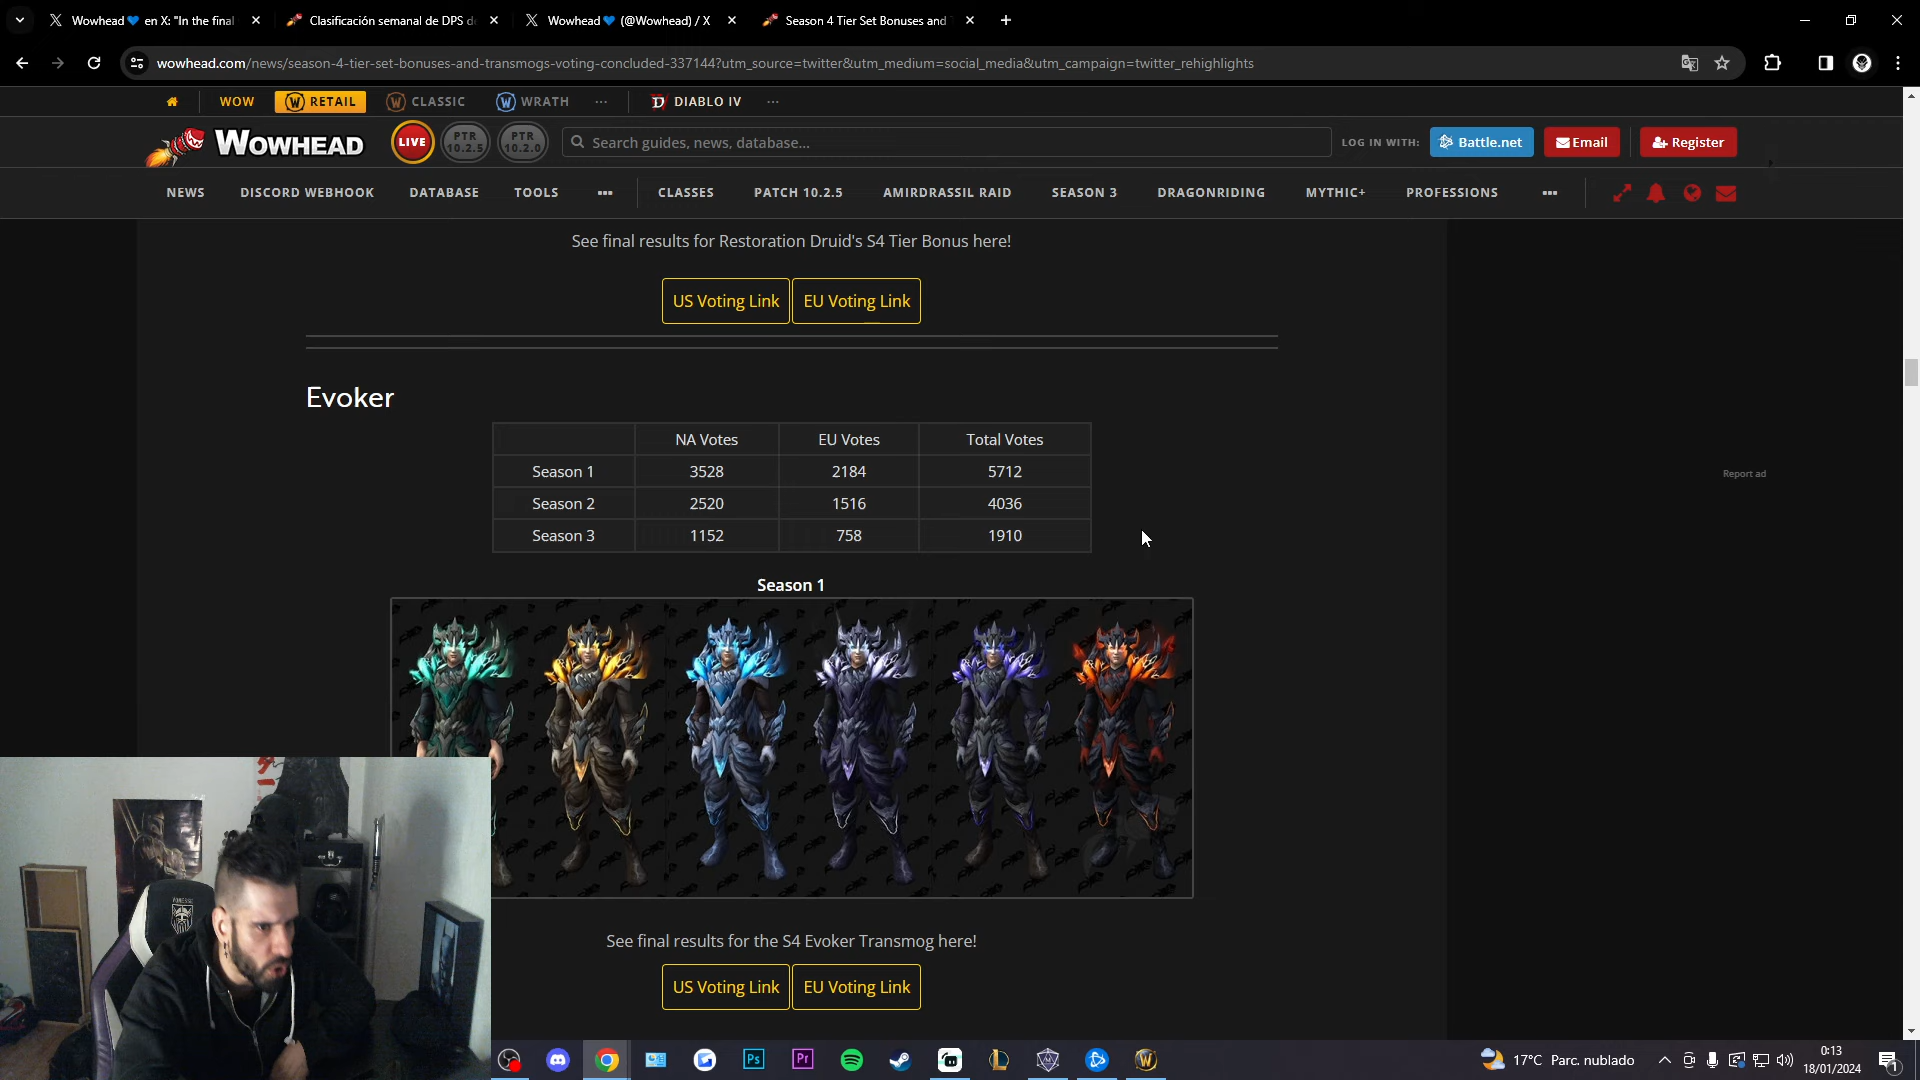 Wowhead💙 en X: "In the final
Clasificación semanal de DPS de
Wowhead💙 (@Wowhead) / X
Season 4 Tier Set Bonuses and
wowhead.com/news/season-4-tier-set-bonuses-and-transmogs-voting-concluded-337144?utm_source=twitter&utm_medium=social_media&utm_campaign=twitter_rehighlights
WOW RETAIL CLASSIC WRATH ... DIABLO IV ...
WOWHEAD LIVE PTR 10.2.5 PTR 10.2.0 Search guides, news, database... LOG IN WITH: Battle.net Email Register
NEWS DISCORD WEBHOOK DATABASE TOOLS ... CLASSES PATCH 10.2.5 AMIRDRASSIL RAID SEASON 3 DRAGONRIDING MYTHIC+ PROFESSIONS ...
See final results for Restoration Druid's S4 Tier Bonus here!
US Voting Link EU Voting Link
Evoker
NA Votes EU Votes Total Votes
Season 1 3528 2184 5712
Season 2 2520 1516 4036
Season 3 1152 758 1910
Report ad
Season 1
See final results for the S4 Evoker Transmog here!
US Voting Link EU Voting Link
17°C Parc. nublado
0:13
18/01/2024
1